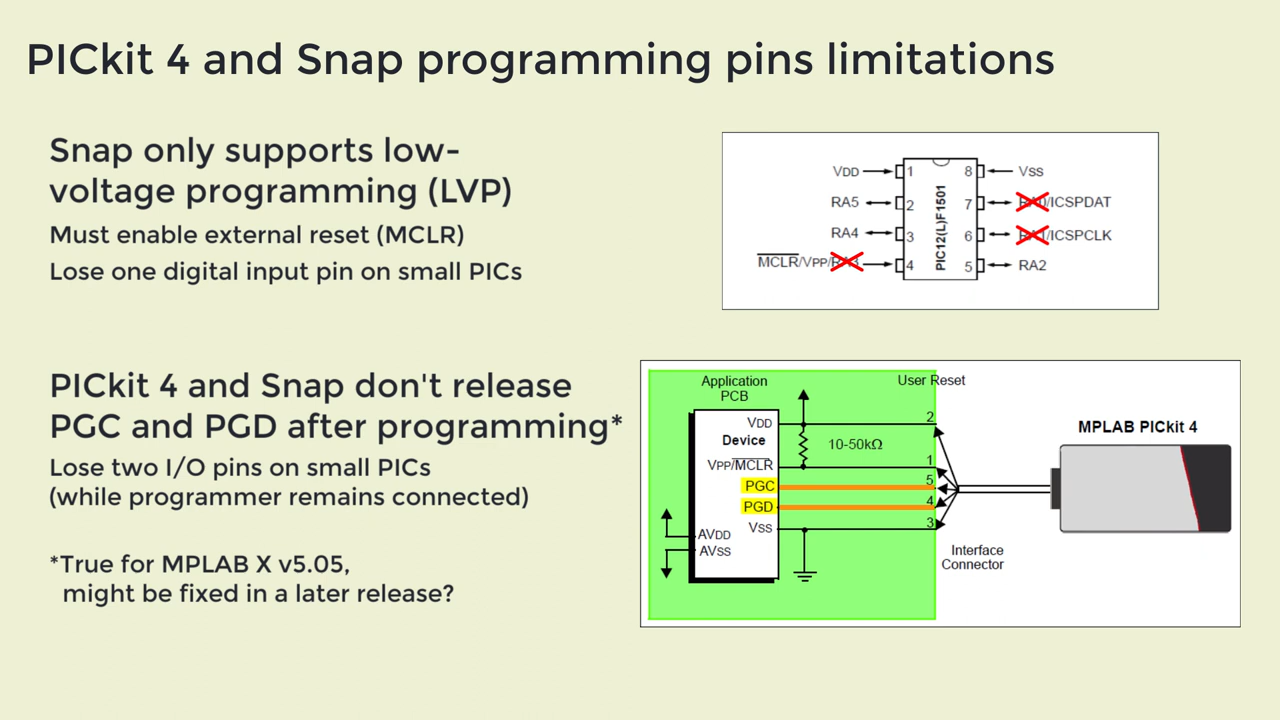 PICkit 4 and Snap programming pins limitations
Snap only supports low-
voltage programming (LVP)
Must enable external reset (MCLR)
Lose one digital input pin on small PICs
VDD 1 8 VSS
RA5 2 7 RA0/ICSPDAT
RA4 3 6 RA1/ICSPCLK
MCLR/VPP/RA3 4 5 RA2
PIC12(L)F1501
PICkit 4 and Snap don't release
PGC and PGD after programming*
Lose two I/O pins on small PICs
(while programmer remains connected)
*True for MPLAB X v5.05,
might be fixed in a later release?
Application
PCB
User Reset
VDD 2
Device
10-50kΩ
VPP/MCLR 1
PGC 5
PGD 4
VSS 3
AVDD
AVSS
Interface
Connector
MPLAB PICkit 4